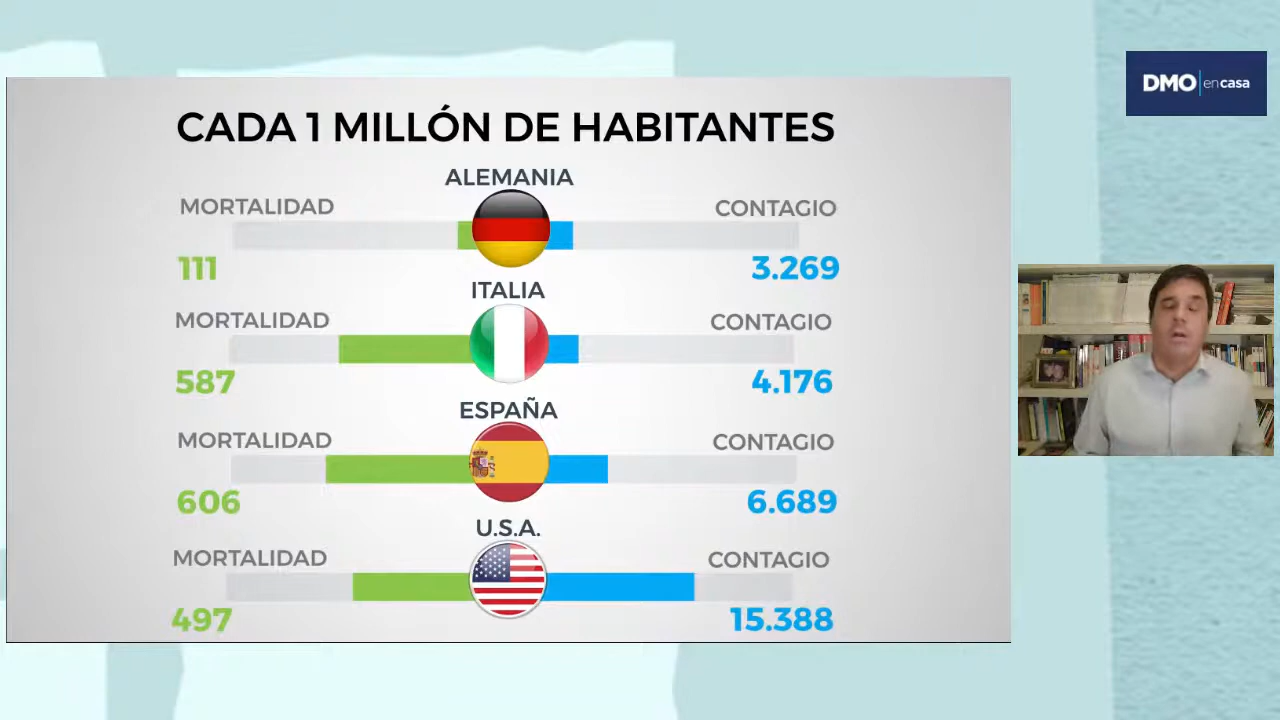 CADA 1 MILLÓN DE HABITANTES
DMO en casa
ALEMANIA
MORTALIDAD
CONTAGIO
111
3.269
ITALIA
MORTALIDAD
CONTAGIO
587
4.176
ESPAÑA
MORTALIDAD
CONTAGIO
606
6.689
U.S.A.
MORTALIDAD
CONTAGIO
497
15.388